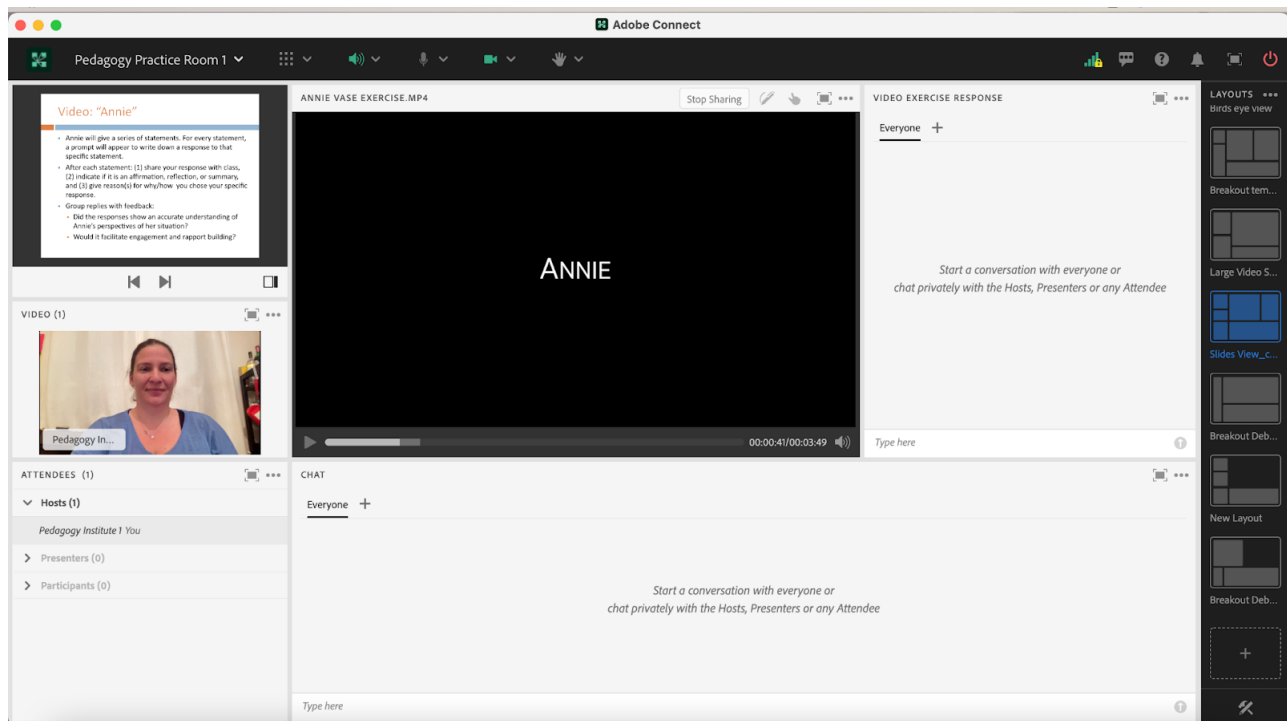 Adobe Connect
Pedagogy Practice Room 1
Video: "Annie"
- Annie will give a series of statements. For every statement,
a prompt will appear to write down a response to that
specific statement.
- After each statement: (1) share your response with class,
(2) indicate if it is an affirmation, reflection, or summary,
and (3) give reason(s) for why/how you chose your specific
response.
- Group replies with feedback:
- Did the responses show an accurate understanding of
Annie's perspectives of her situation?
- Would it facilitate engagement and rapport building?
VIDEO (1)
Pedagogy In...
ATTENDEES (1)
Hosts (1)
Pedagogy Institute 1 You
Presenters (0)
Participants (0)
ANNIE VASE EXERCISE.MP4
Stop Sharing
ANNIE
00:00:41/00:03:49
VIDEO EXERCISE RESPONSE
Everyone
Start a conversation with everyone or
chat privately with the Hosts, Presenters or any Attendee
Type here
CHAT
Everyone
Start a conversation with everyone or
chat privately with the Hosts, Presenters or any Attendee
Type here
LAYOUTS
Birds eye view
Breakout tem...
Large Video S...
Slides View_c...
Breakout Deb...
New Layout
Breakout Deb...